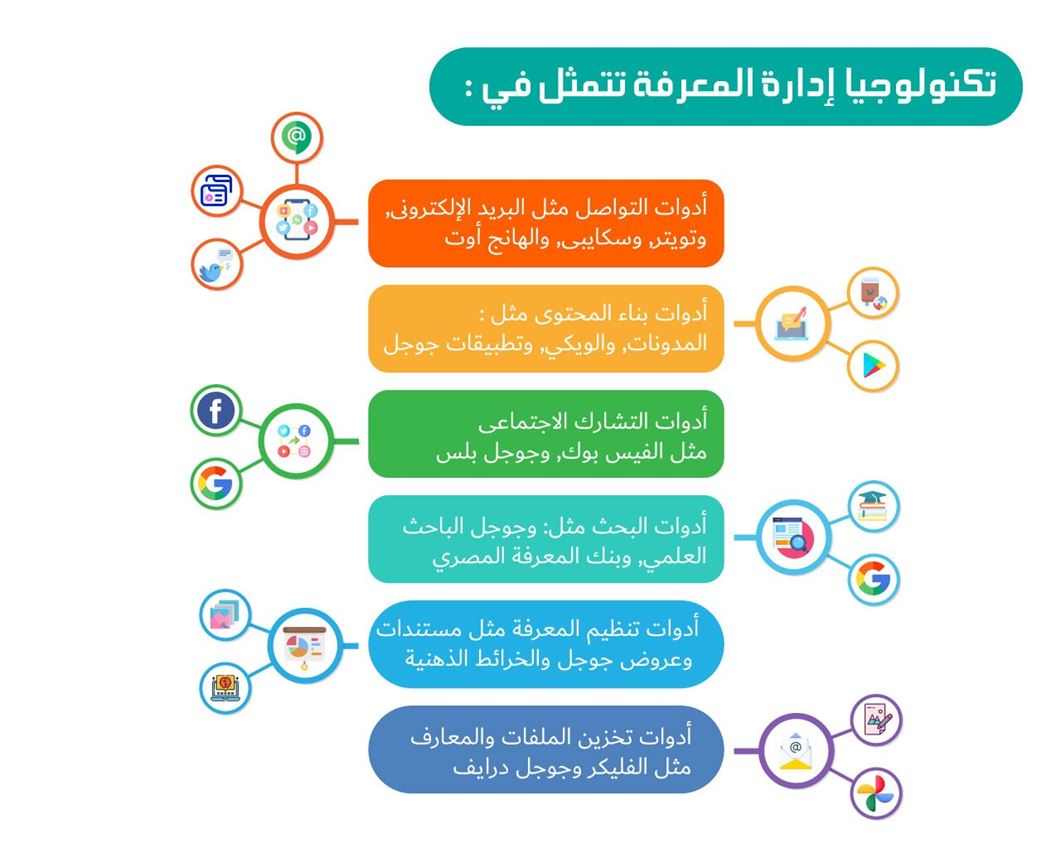 تكنولوجيا إدارة المعرفة تتمثل في :
أدوات التواصل مثل البريد الإلكترونى,
وتويتر, وسكايبى, والهانج أوت
أدوات بناء المحتوى مثل :
المدونات, والويكي, وتطبيقات جوجل
أدوات التشارك الاجتماعى
مثل الفيس بوك, وجوجل بلس
أدوات البحث مثل: وجوجل الباحث
العلمي, وبنك المعرفة المصري
أدوات تنظيم المعرفة مثل مستندات
وعروض جوجل والخرائط الذهنية
أدوات تخزين الملفات والمعارف
مثل الفليكر وجوجل درايف